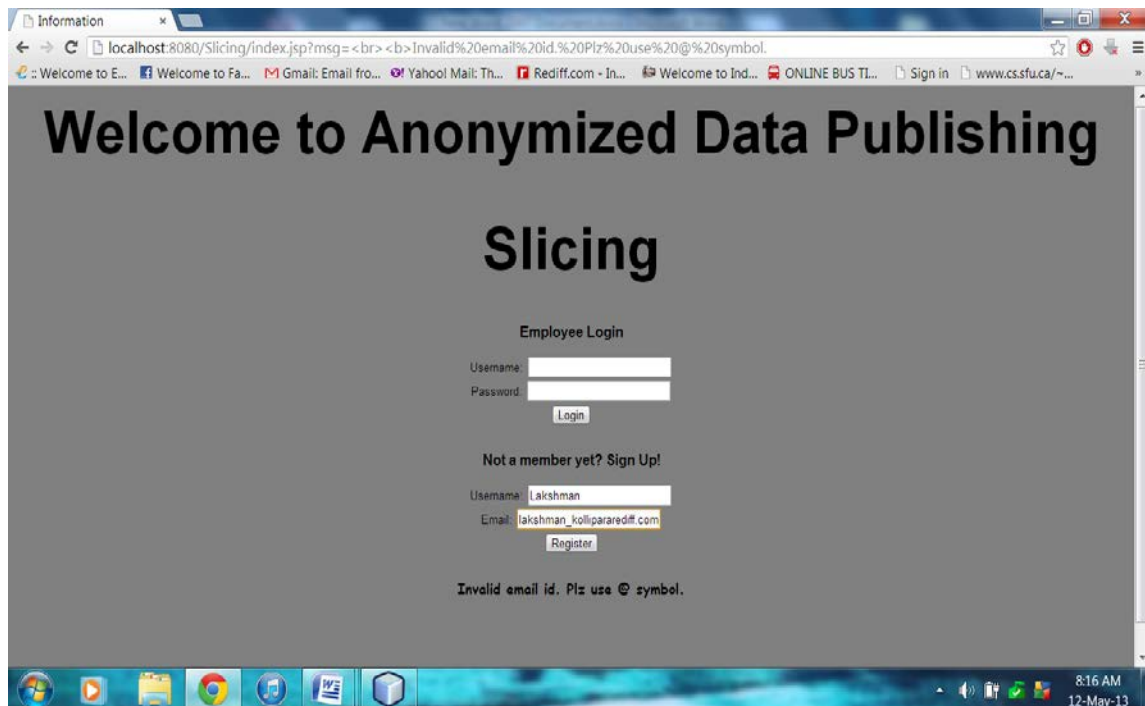 Information
localhost:8080/Slicing/index.jsp?msg=<br><b>Invalid%20email%20id.%20Plz%20use%20@%20symbol.
:: Welcome to E... Welcome to Fa... Gmail: Email fro... Yahoo! Mail: Th... Rediff.com - In... Welcome to Ind... ONLINE BUS TI... Sign in www.cs.sfu.ca/~... »
Welcome to Anonymized Data Publishing
Slicing
Employee Login
Username:
Password:
Login
Not a member yet? Sign Up!
Username: Lakshman
Email: lakshman_kollipararediff.com
Register
Invalid email id. Plz use @ symbol.
8:16 AM
12-May-13